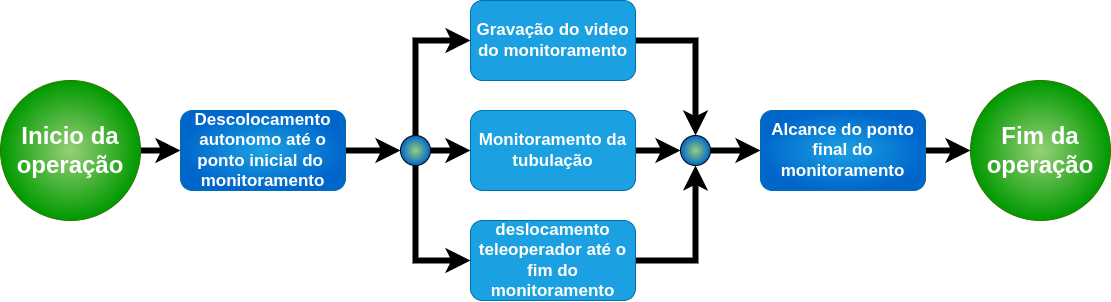 Inicio da
operação
Descolocamento
autonomo até o
ponto inicial do
monitoramento
Gravação do video
do monitoramento
Monitoramento da
tubulação
deslocamento
teleoperador até o
fim do
monitoramento
Alcance do ponto
final do
monitoramento
Fim da
operação